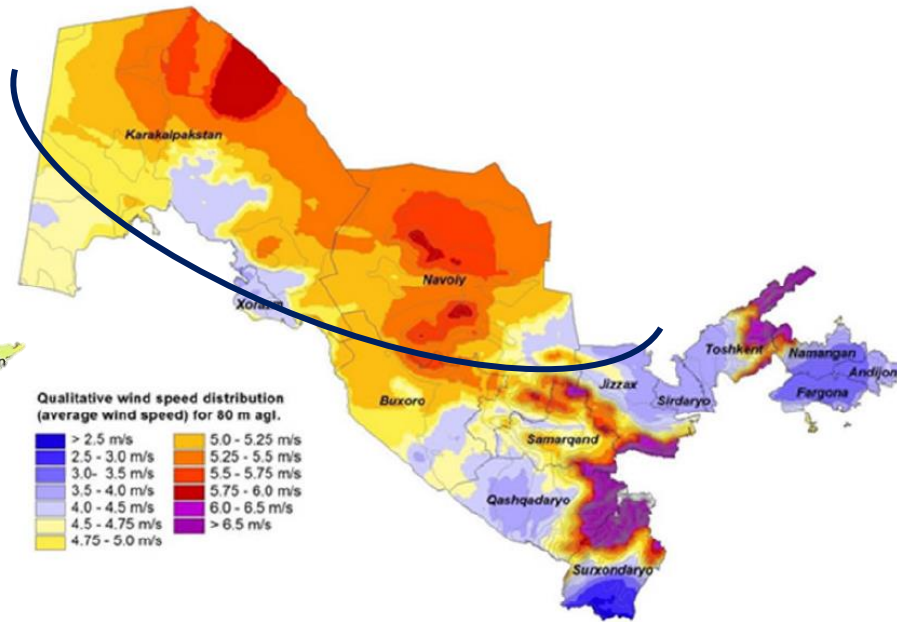 Karakalpakstan
Navoiy
Toshkent
Namangan
Andijon
Fargona
Jizzax
Sirdaryo
Buxoro
Samarqand
Qashqadaryo
Surxondaryo
Qualitative wind speed distribution
(average wind speed) for 80 m agl.
> 2.5 m/s
2.5 - 3.0 m/s
3.0- 3.5 m/s
3.5 - 4.0 m/s
4.0 - 4.5 m/s
4.5 - 4.75 m/s
4.75 - 5.0 m/s
5.0 - 5.25 m/s
5.25 - 5.5 m/s
5.5 - 5.75 m/s
5.75 - 6.0 m/s
6.0 - 6.5 m/s
> 6.5 m/s